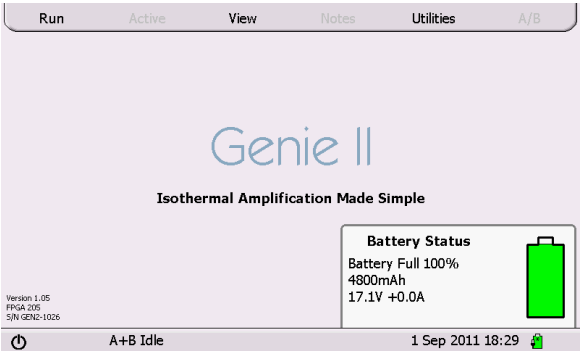 Run Active View Notes Utilities A/B
Genie II
Isothermal Amplification Made Simple
Battery Status
Battery Full 100%
4800mAh
17.1V +0.0A
Version 1.05
FPGA 205
S/N GEN2-1026
A+B Idle 1 Sep 2011 18:29